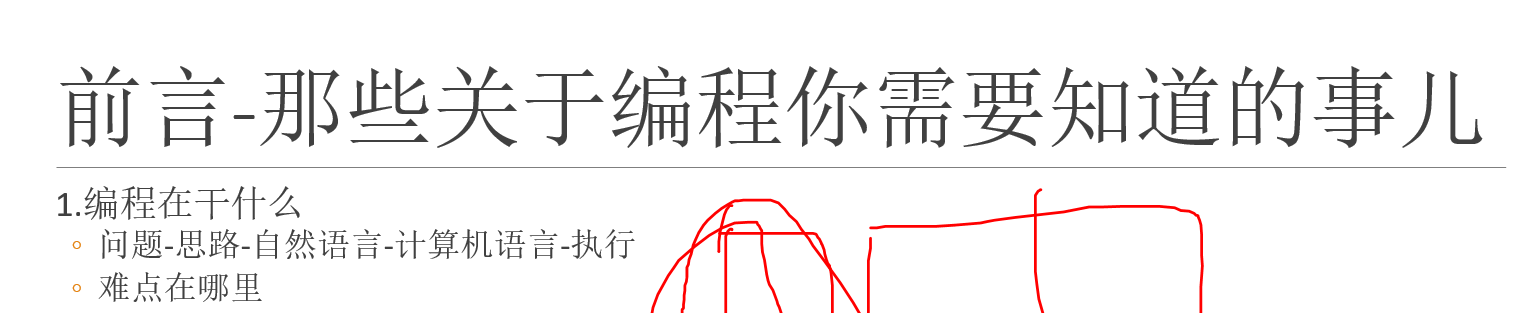 前言-那些关于编程你需要知道的事儿
1.编程在干什么
◦ 问题-思路-自然语言-计算机语言-执行
◦ 难点在哪里